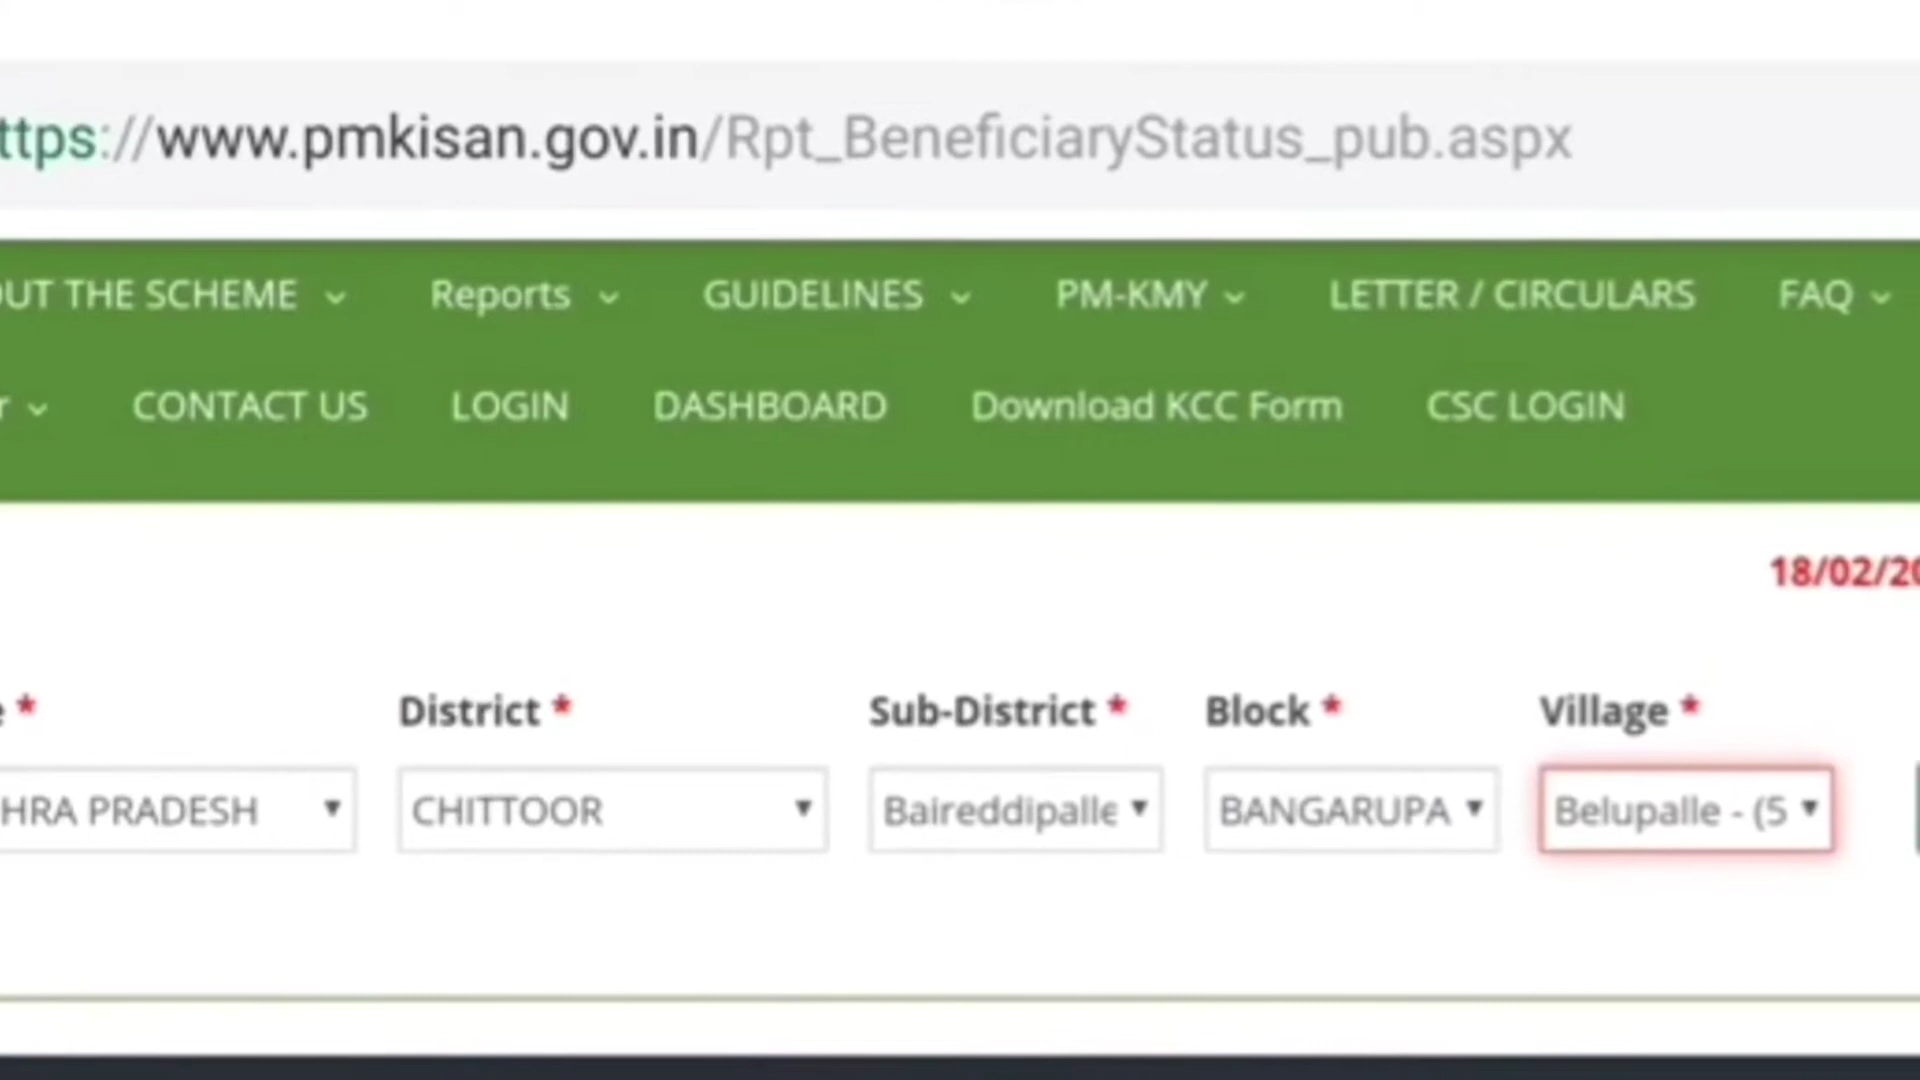 ttps://www.pmkisan.gov.in/Rpt_BeneficiaryStatus_pub.aspx
OUT THE SCHEME Reports GUIDELINES PM-KMY LETTER / CIRCULARS FAQ
r CONTACT US LOGIN DASHBOARD Download KCC Form CSC LOGIN
18/02/20
e * District * Sub-District * Block * Village *
HRA PRADESH CHITTOOR Baireddipalle BANGARUPA Belupalle - (5